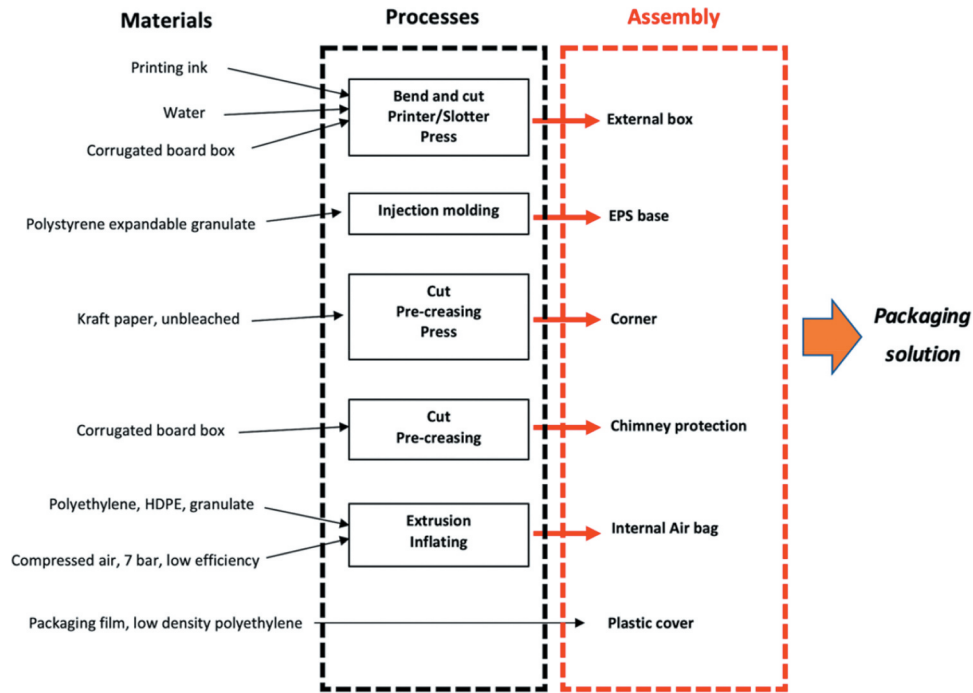 Materials
Processes
Assembly
Printing ink
Water
Corrugated board box
Bend and cut
Printer/Slotter
Press
External box
Polystyrene expandable granulate
Injection molding
EPS base
Kraft paper, unbleached
Cut
Pre-creasing
Press
Corner
Packaging
solution
Corrugated board box
Cut
Pre-creasing
Chimney protection
Polyethylene, HDPE, granulate
Compressed air, 7 bar, low efficiency
Extrusion
Inflating
Internal Air bag
Packaging film, low density polyethylene
Plastic cover